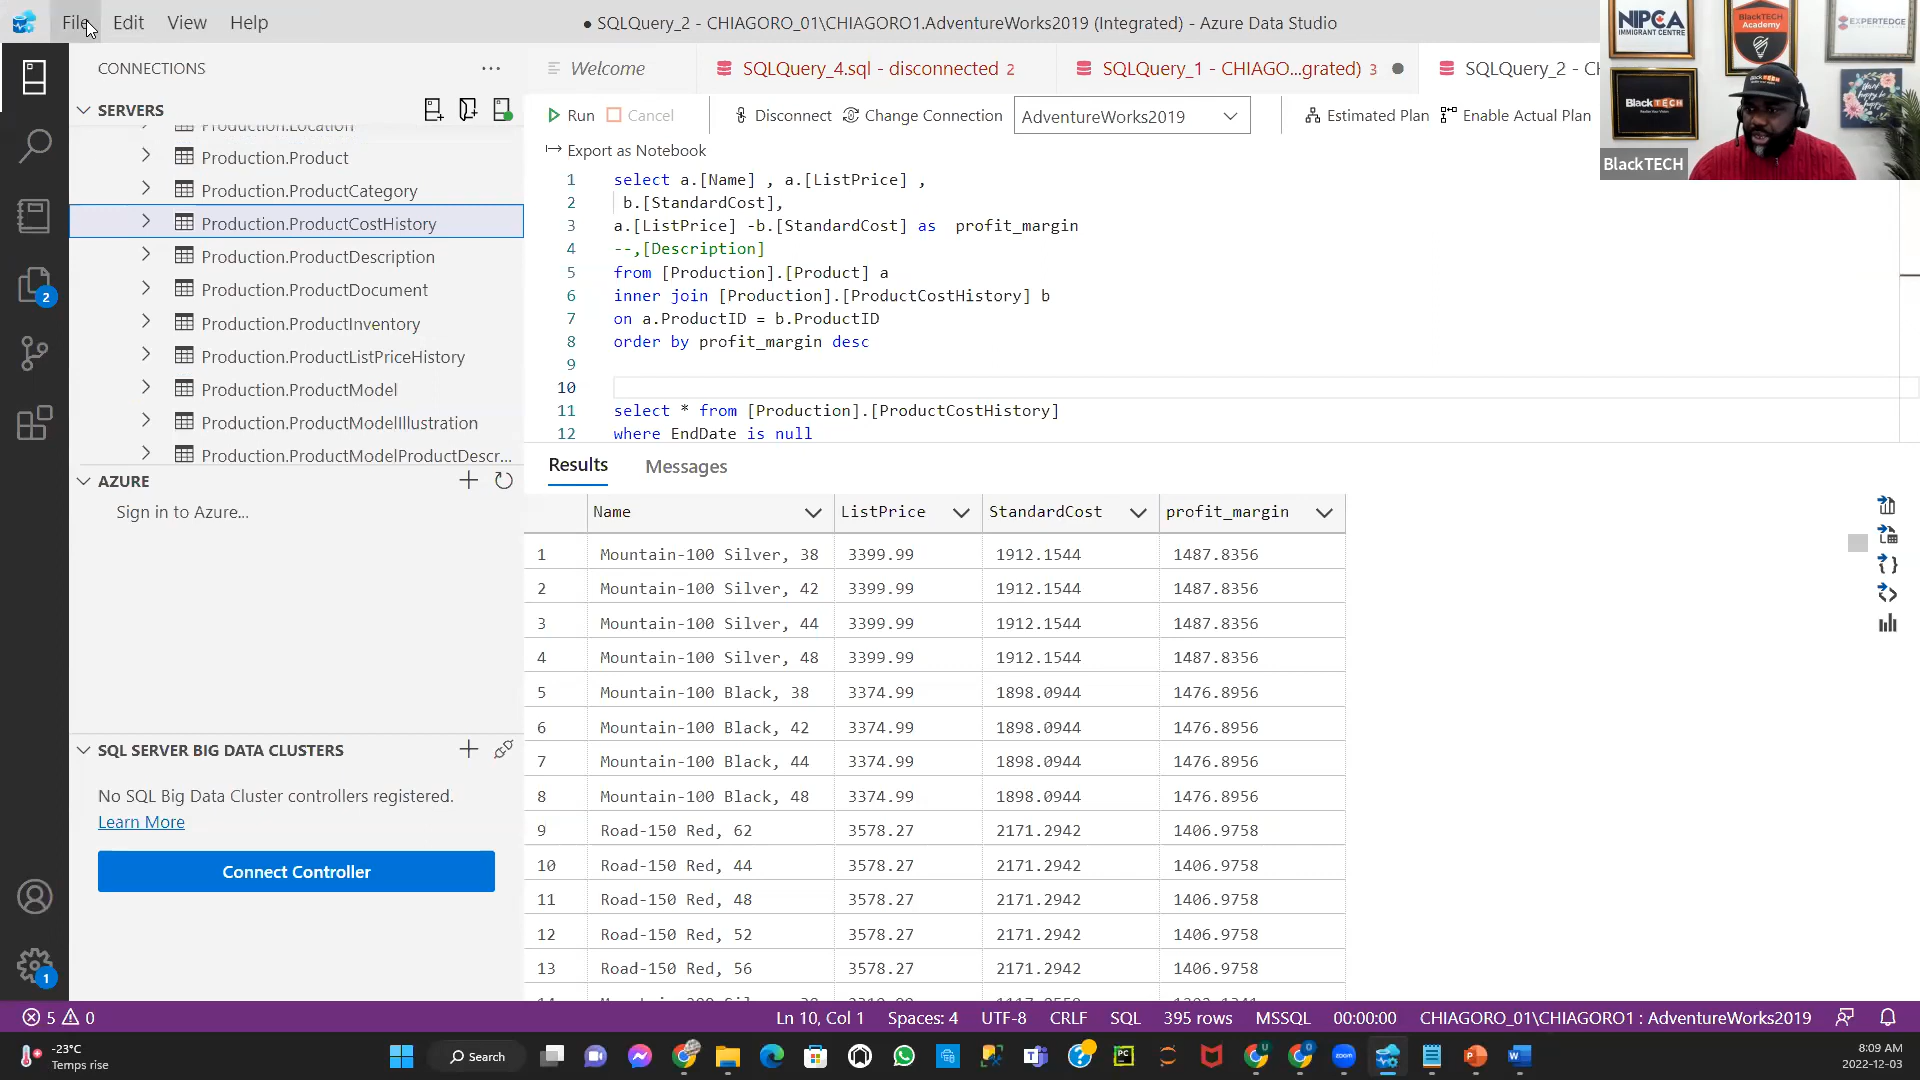 File Edit View Help
● SQLQuery_2 - CHIAGORO_01\CHIAGORO1.AdventureWorks2019 (Integrated) - Azure Data Studio
CONNECTIONS
SERVERS
Production.Location
Production.Product
Production.ProductCategory
Production.ProductCostHistory
Production.ProductDescription
Production.ProductDocument
Production.ProductInventory
Production.ProductListPriceHistory
Production.ProductModel
Production.ProductModelIllustration
Production.ProductModelProductDescr...
AZURE
Sign in to Azure...
SQL SERVER BIG DATA CLUSTERS
No SQL Big Data Cluster controllers registered.
Learn More
Connect Controller
2
1
Welcome
SQLQuery_4.sql - disconnected 2
SQLQuery_1 - CHIAGO...grated) 3
SQLQuery_2 - CH
Run Cancel Disconnect Change Connection AdventureWorks2019 Estimated Plan Enable Actual Plan
Export as Notebook
1 select a.[Name] , a.[ListPrice] ,
2 b.[StandardCost],
3 a.[ListPrice] -b.[StandardCost] as profit_margin
4 --,[Description]
5 from [Production].[Product] a
6 inner join [Production].[ProductCostHistory] b
7 on a.ProductID = b.ProductID
8 order by profit_margin desc
9
10
11 select * from [Production].[ProductCostHistory]
12 where EndDate is null
Results Messages
Name ListPrice StandardCost profit_margin
1 Mountain-100 Silver, 38 3399.99 1912.1544 1487.8356
2 Mountain-100 Silver, 42 3399.99 1912.1544 1487.8356
3 Mountain-100 Silver, 44 3399.99 1912.1544 1487.8356
4 Mountain-100 Silver, 48 3399.99 1912.1544 1487.8356
5 Mountain-100 Black, 38 3374.99 1898.0944 1476.8956
6 Mountain-100 Black, 42 3374.99 1898.0944 1476.8956
7 Mountain-100 Black, 44 3374.99 1898.0944 1476.8956
8 Mountain-100 Black, 48 3374.99 1898.0944 1476.8956
9 Road-150 Red, 62 3578.27 2171.2942 1406.9758
10 Road-150 Red, 44 3578.27 2171.2942 1406.9758
11 Road-150 Red, 48 3578.27 2171.2942 1406.9758
12 Road-150 Red, 52 3578.27 2171.2942 1406.9758
13 Road-150 Red, 56 3578.27 2171.2942 1406.9758
NIPCA
IMMIGRANT CENTRE
BlackTECH
Academy
EXPERTEDGE
BlackTECH
BlackTECH
5 0
Ln 10, Col 1 Spaces: 4 UTF-8 CRLF SQL 395 rows MSSQL 00:00:00 CHIAGORO_01\CHIAGORO1 : AdventureWorks2019
-23°C
Temps rise
Search
zoom
8:09 AM
2022-12-03